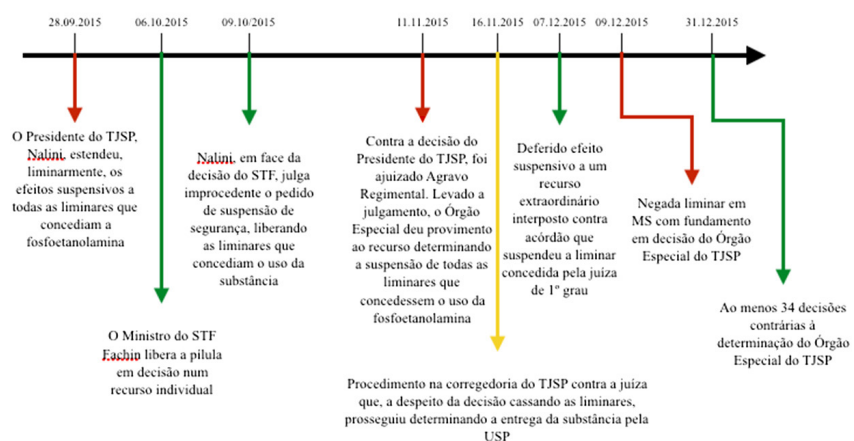 28.09.2015
06.10.2015
09.10/2015
11.11.2015
16.11.2015
07.12.2015
09.12.2015
31.12.2015
O Presidente do TJSP,
Nalini, estendeu,
liminarmente, os
efeitos suspensivos a
todas as liminares que
concediam a
fosfoetanolamina
O Ministro do STF
Fachin libera a pílula
em decisão num
recurso individual
Nalini, em face da
decisão do STF, julga
improcedente o pedido
de suspensão de
segurança, liberando
as liminares que
concediam o uso da
substância
Contra a decisão do
Presidente do TJSP, foi
ajuizado Agravo
Regimental. Levado a
julgamento, o Órgão
Especial deu provimento
ao recurso determinando
a suspensão de todas as
liminares que
concedessem o uso da
fosfoetanolamina
Procedimento na corregedoria do TJSP contra a juíza
que, a despeito da decisão cassando as liminares,
prosseguiu determinando a entrega da substância pela
USP
Deferido efeito
suspensivo a um
recurso
extraordinário
interposto contra
acórdão que
suspendeu a liminar
concedida pela juíza
de 1º grau
Negada liminar em
MS com fundamento
em decisão do Órgão
Especial do TJSP
Ao menos 34 decisões
contrárias à
determinação do Órgão
Especial do TJSP